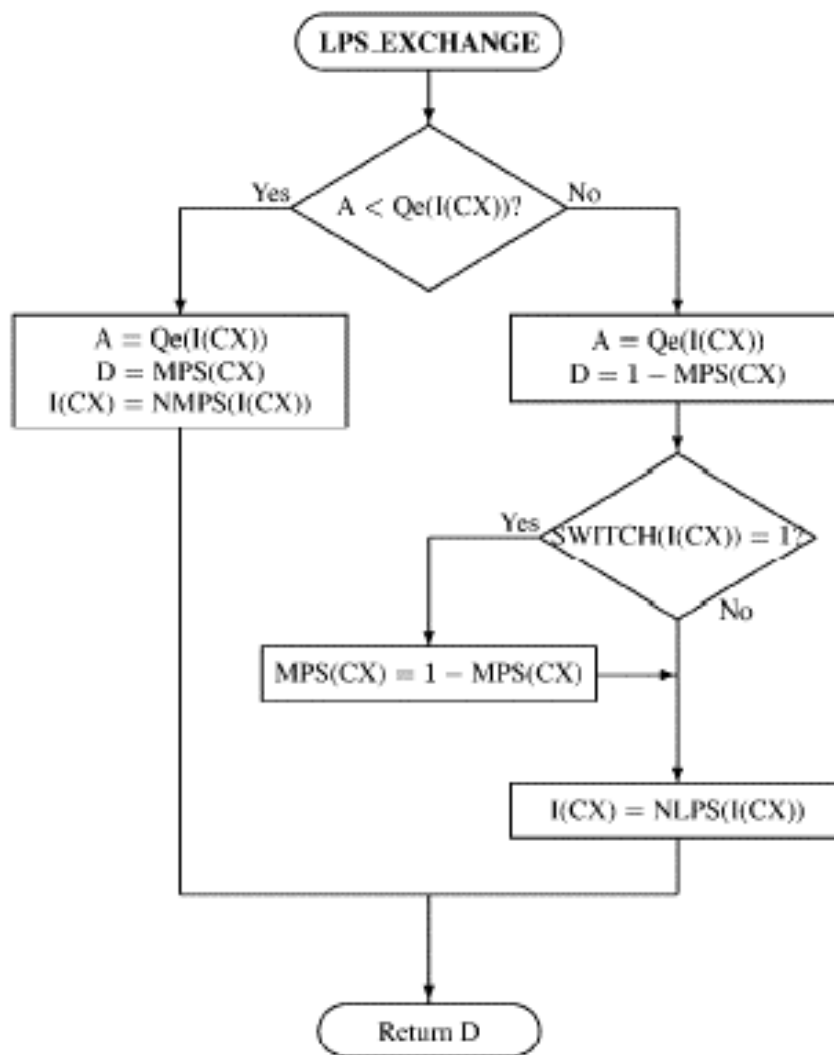 LPS_EXCHANGE
Yes
A < Qe(I(CX))?
No
A = Qe(I(CX))
D = MPS(CX)
I(CX) = NMPS(I(CX))
A = Qe(I(CX))
D = 1 − MPS(CX)
Yes
SWITCH(I(CX)) = 1?
No
MPS(CX) = 1 − MPS(CX)
I(CX) = NLPS(I(CX))
Return D